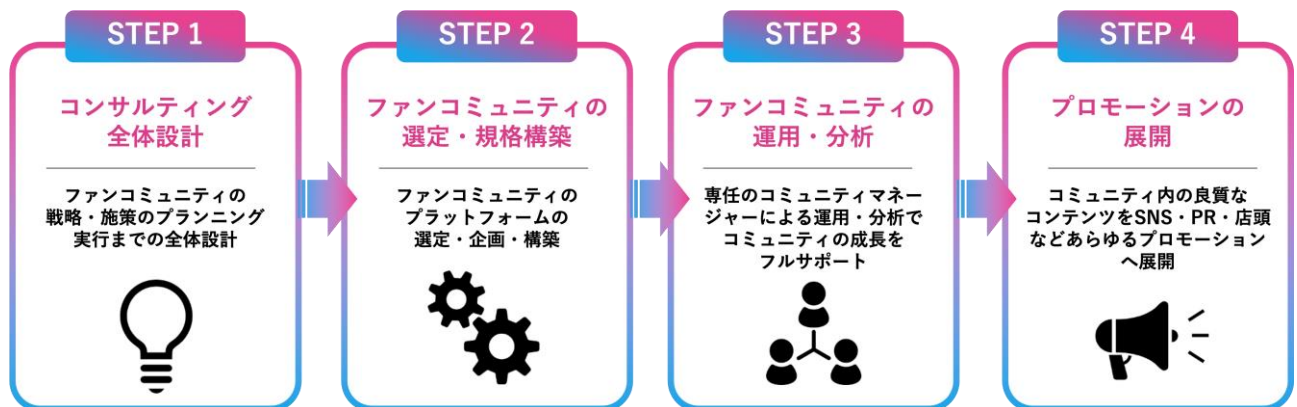 STEP 1
コンサルティング
全体設計
ファンコミュニティの
戦略・施策のプランニング
実行までの全体設計
STEP 2
ファンコミュニティの
選定・規格構築
ファンコミュニティの
プラットフォームの
選定・企画・構築
STEP 3
ファンコミュニティの
運用・分析
専任のコミュニティマネー
ジャーによる運用・分析で
コミュニティの成長を
フルサポート
STEP 4
プロモーションの
展開
コミュニティ内の良質な
コンテンツをSNS・PR・店頭
などあらゆるプロモーション
へ展開